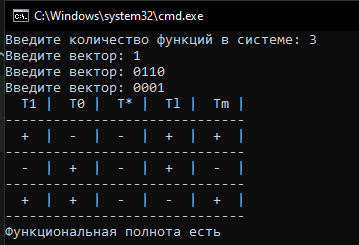 C:\Windows\system32\cmd.exe
Введите количество функций в системе: 3
Введите вектор: 1
Введите вектор: 0110
Введите вектор: 0001
T1 | T0 | T* | Tl | Tm |
------------------------------
+ | - | - | + | + |
------------------------------
- | + | - | + | - |
------------------------------
+ | + | - | - | + |
------------------------------
Функциональная полнота есть